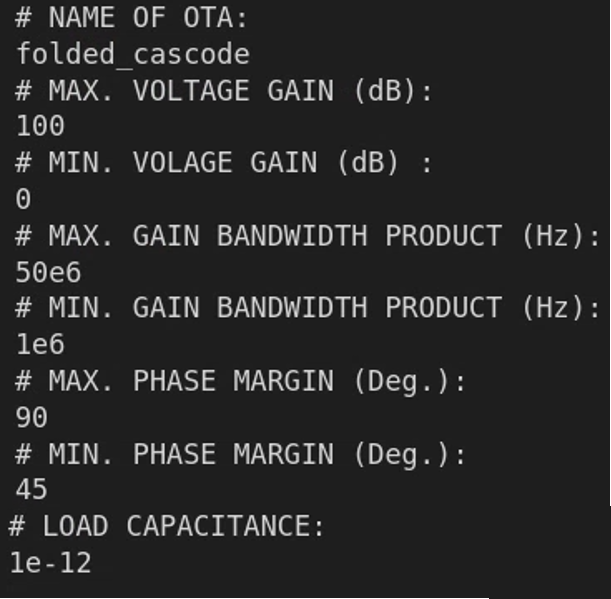 # NAME OF OTA:
folded_cascode
# MAX. VOLTAGE GAIN (dB):
100
# MIN. VOLAGE GAIN (dB) :
0
# MAX. GAIN BANDWIDTH PRODUCT (Hz):
50e6
# MIN. GAIN BANDWIDTH PRODUCT (Hz):
1e6
# MAX. PHASE MARGIN (Deg.):
90
# MIN. PHASE MARGIN (Deg.):
45
# LOAD CAPACITANCE:
1e-12